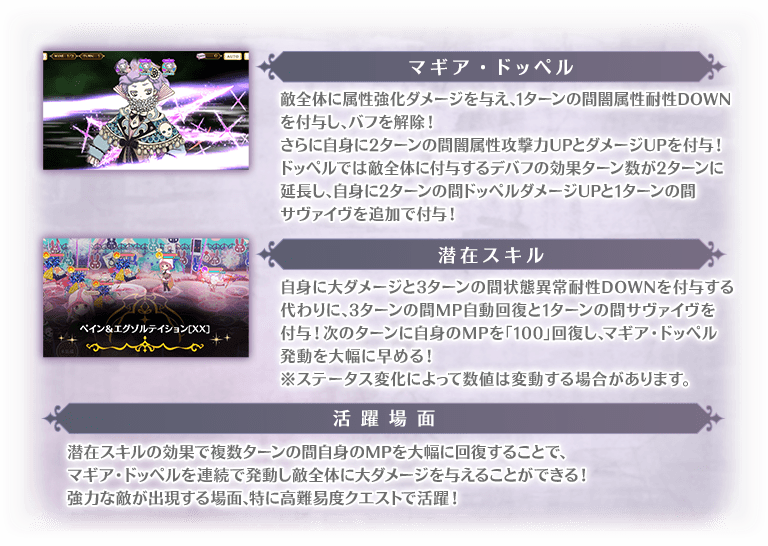 マギア・ドッペル
敵全体に属性強化ダメージを与え、1ターンの間闇属性耐性DOWN
を付与し、バフを解除！
さらに自身に2ターンの間闇属性攻撃力UPとダメージUPを付与！
ドッペルでは敵全体に付与するデバフの効果ターン数が2ターンに
延長し、自身に2ターンの間ドッペルダメージUPと1ターンの間
サヴァイヴを追加で付与！
AUTO
潜在スキル
自身に大ダメージと3ターンの間状態異常耐性DOWNを付与する
代わりに、3ターンの間MP自動回復と1ターンの間サヴァイヴを
付与！次のターンに自身のMPを「100」回復し、マギア・ドッペル
発動を大幅に早める！
※ステータス変化によって数値は変動する場合があります。
ペイン&エグゾルテイション[XX]
活躍場面
潜在スキルの効果で複数ターンの間自身のMPを大幅に回復することで、
マギア・ドッペルを連続で発動し敵全体に大ダメージを与えることができる！
強力な敵が出現する場面、特に高難易度クエストで活躍！